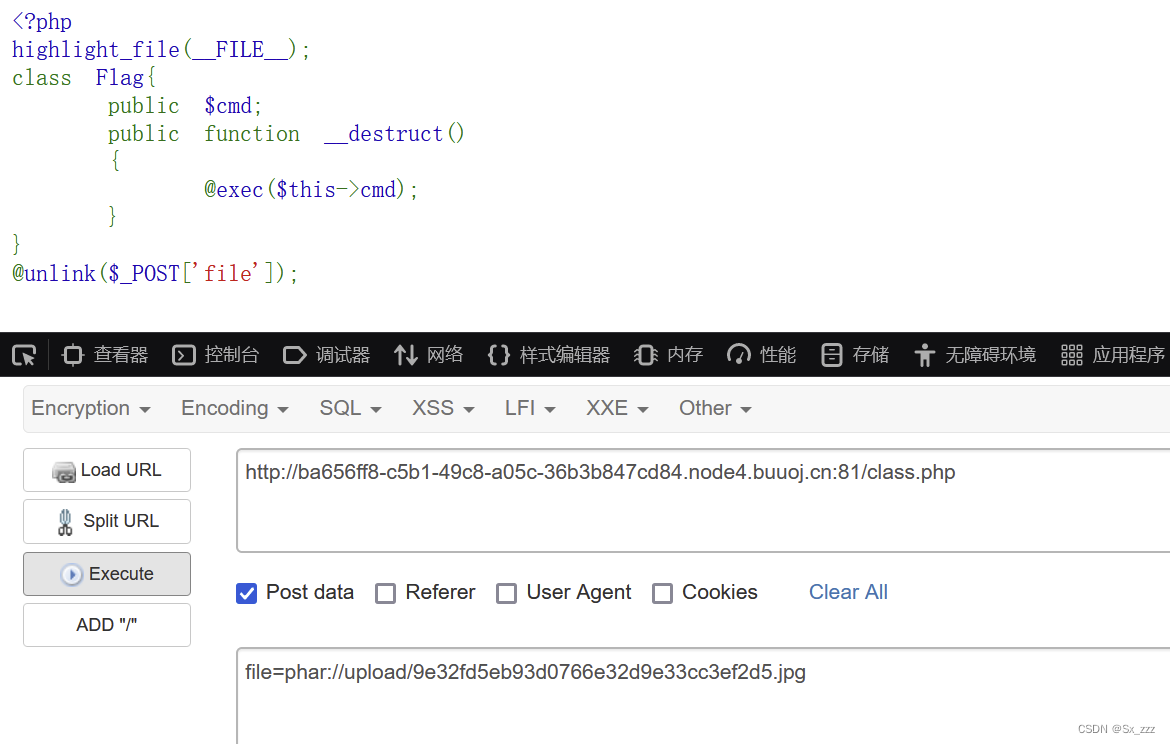 <?php
highlight_file(__FILE__);
class Flag{
public $cmd;
public function __destruct()
{
@exec($this->cmd);
}
}
@unlink($_POST['file']);
查看器 控制台 调试器 网络 样式编辑器 内存 性能 存储 无障碍环境 应用程序
Encryption Encoding SQL XSS LFI XXE Other
Load URL
http://ba656ff8-c5b1-49c8-a05c-36b3b847cd84.node4.buuoj.cn:81/class.php
Split URL
Execute
Post data Referer User Agent Cookies Clear All
ADD "/"
file=phar://upload/9e32fd5eb93d0766e32d9e33cc3ef2d5.jpg
CSDN @Sx_zzz